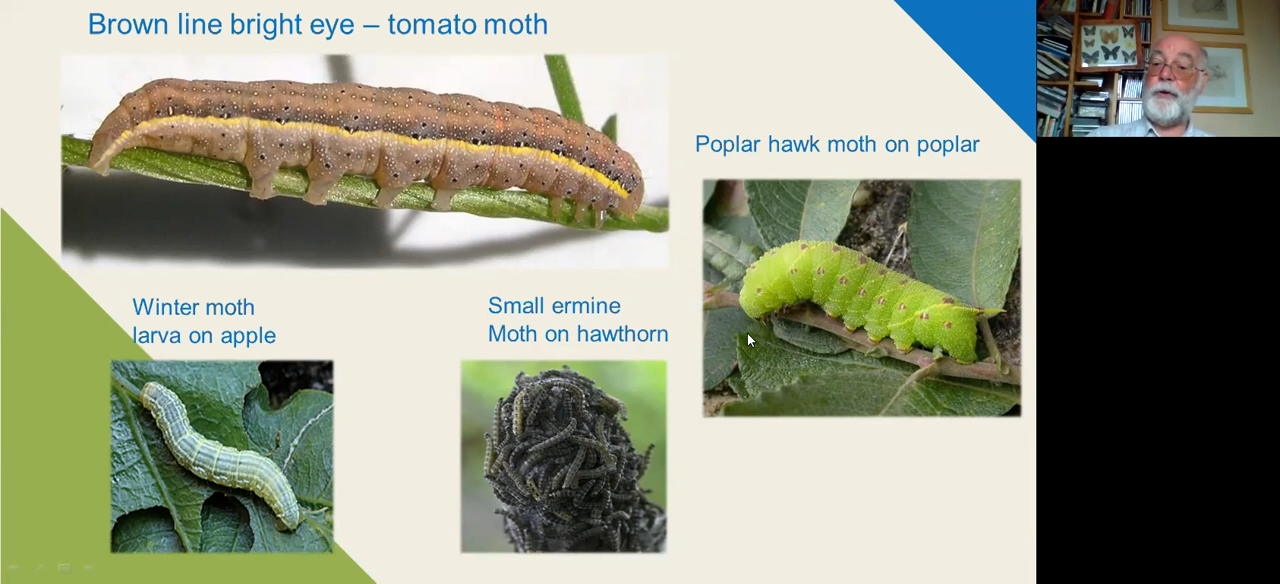 Brown line bright eye – tomato moth
Poplar hawk moth on poplar
Winter moth
larva on apple
Small ermine
Moth on hawthorn